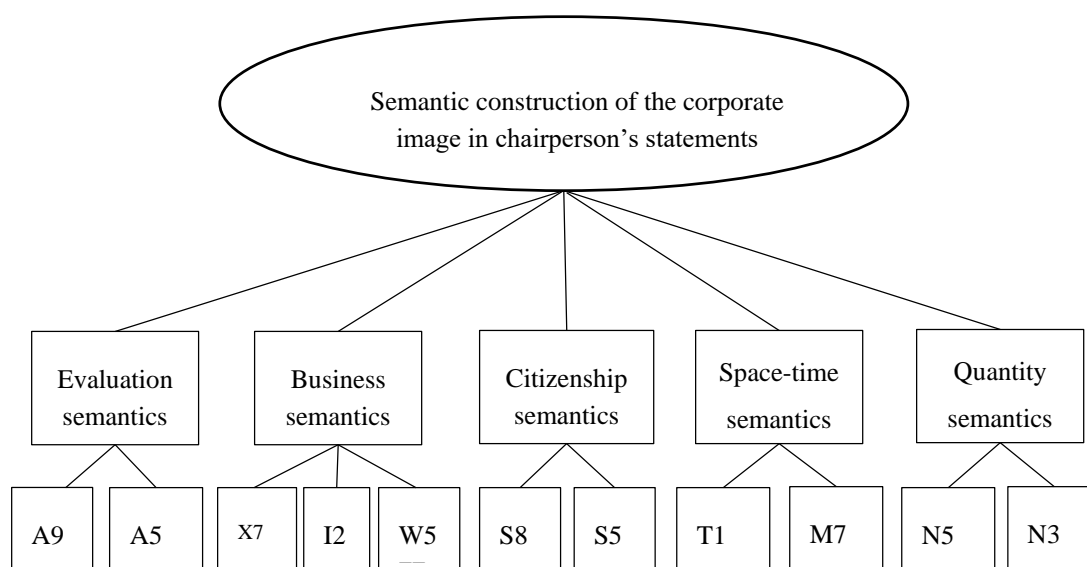 Semantic construction of the corporate
image in chairperson’s statements
Evaluation
semantics
Business
semantics
Citizenship
semantics
Space-time
semantics
Quantity
semantics
A9
A5
X7
I2
W5
S8
S5
T1
M7
N5
N3